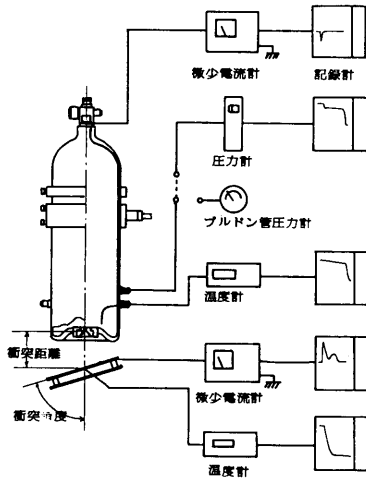 微少電流計
記録計
圧力計
ブルドン管圧力計
温度計
衝突距離
微少電流計
衝突角度
温度計